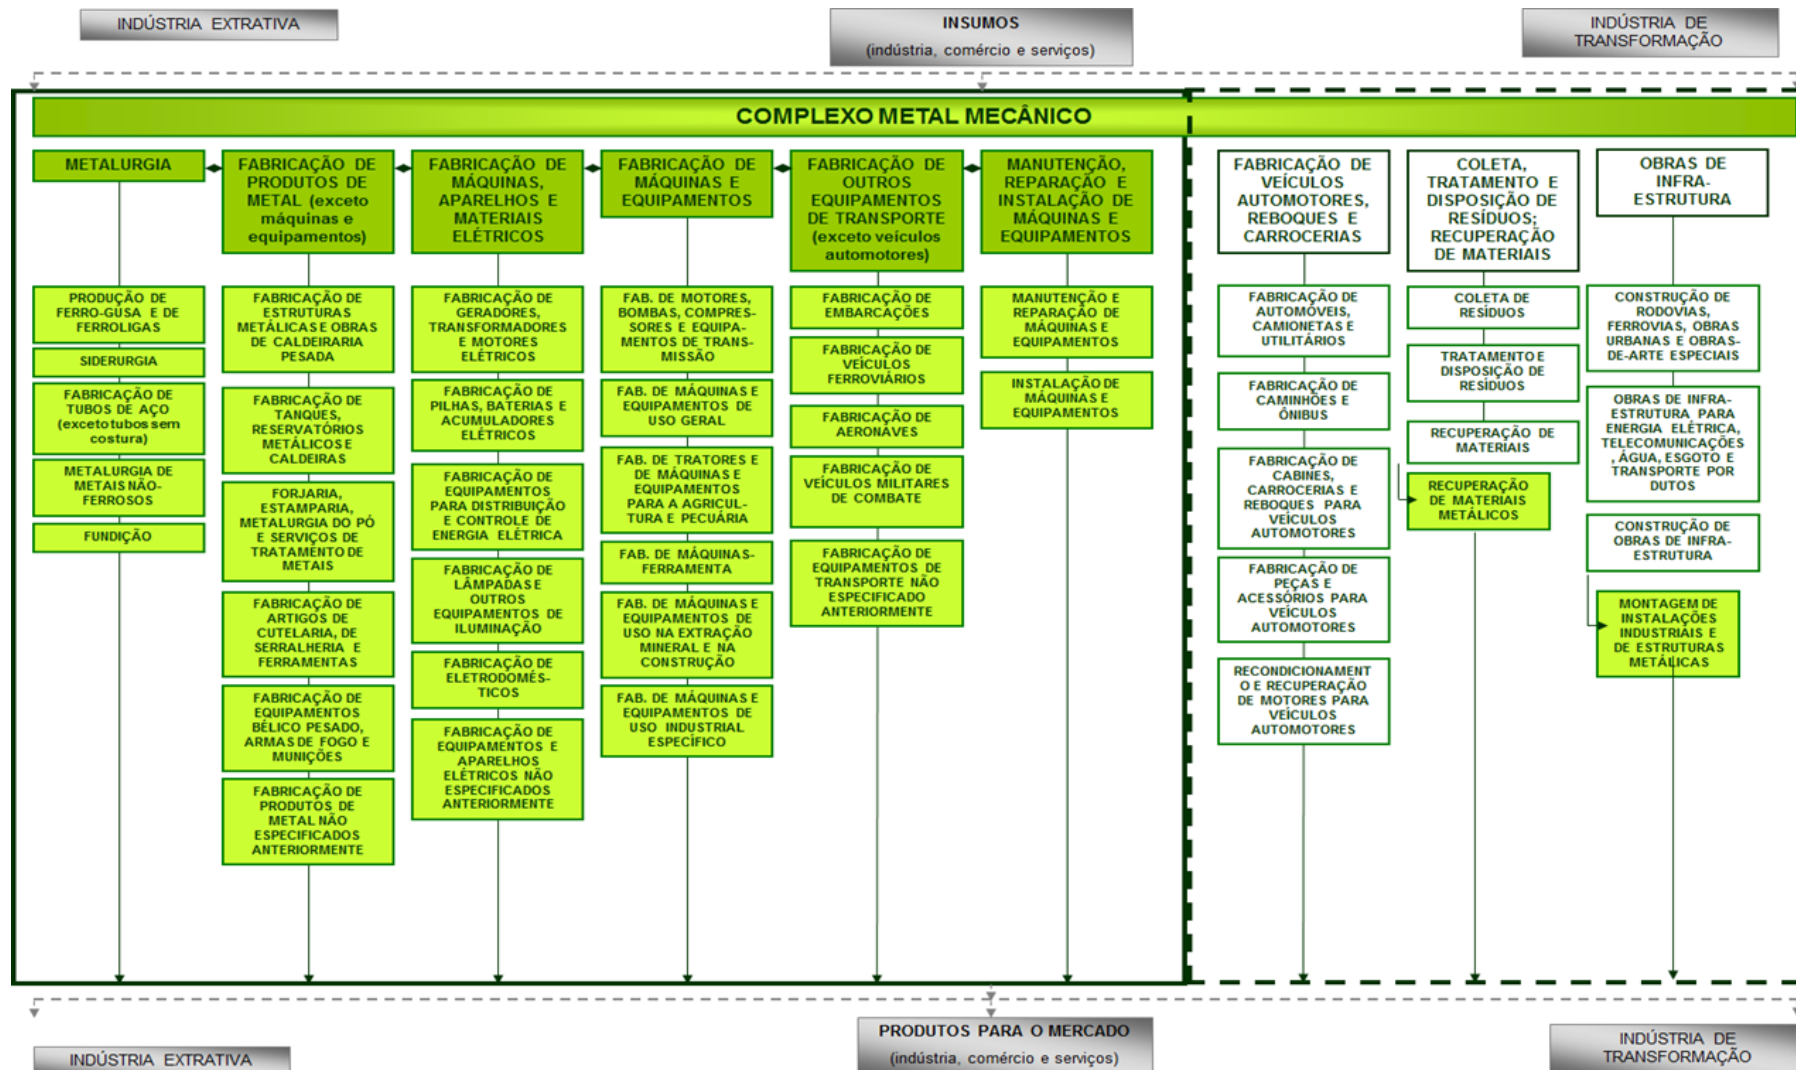 INDÚSTRIA EXTRATIVA
INSUMOS
(indústria, comércio e serviços)
INDÚSTRIA DE
TRANSFORMAÇÃO
COMPLEXO METAL MECÂNICO
METALURGIA
PRODUÇÃO DE
FERRO-GUSA E DE
FERROLIGAS
SIDERURGIA
FABRICAÇÃO DE
TUBOS DE AÇO
(exceto tubos sem
costura)
METALURGIA DE
METAIS NÃO-
FERROSOS
FUNDIÇÃO
FABRICAÇÃO DE
PRODUTOS DE
METAL (exceto
máquinas e
equipamentos)
FABRICAÇÃO DE
ESTRUTURAS
METÁLICAS E OBRAS
DE CALDEIRARIA
PESADA
FABRICAÇÃO DE
TANQUES,
RESERVATÓRIOS
METÁLICOS E
CALDEIRAS
FORJARIA,
ESTAMPARIA,
METALURGIA DO PÓ
E SERVIÇOS DE
TRATAMENTO DE
METAIS
FABRICAÇÃO DE
ARTIGOS DE
CUTELARIA, DE
SERRALHERIA E
FERRAMENTAS
FABRICAÇÃO DE
EQUIPAMENTOS
BÉLICO PESADO,
ARMAS DE FOGO E
MUNIÇÕES
FABRICAÇÃO DE
PRODUTOS DE
METAL NÃO
ESPECIFICADOS
ANTERIORMENTE
FABRICAÇÃO DE
MÁQUINAS,
APARELHOS E
MATERIAIS
ELÉTRICOS
FABRICAÇÃO DE
GERADORES,
TRANSFORMADORES
E MOTORES
ELÉTRICOS
FABRICAÇÃO DE
PILHAS, BATERIAS E
ACUMULADORES
ELÉTRICOS
FABRICAÇÃO DE
EQUIPAMENTOS
PARA DISTRIBUIÇÃO
E CONTROLE DE
ENERGIA ELÉTRICA
FABRICAÇÃO DE
LÂMPADAS E
OUTROS
EQUIPAMENTOS DE
ILUMINAÇÃO
FABRICAÇÃO DE
ELETRODOMÉS-
TICOS
FABRICAÇÃO DE
EQUIPAMENTOS E
APARELHOS
ELÉTRICOS NÃO
ESPECIFICADOS
ANTERIORMENTE
FABRICAÇÃO DE
MÁQUINAS E
EQUIPAMENTOS
FAB. DE MOTORES,
BOMBAS, COMPRES-
SORES E EQUIPA-
MENTOS DE TRANS-
MISSÃO
FAB. DE MÁQUINAS E
EQUIPAMENTOS DE
USO GERAL
FAB. DE TRATORES E
DE MÁQUINAS E
EQUIPAMENTOS
PARA A AGRICUL-
TURA E PECUÁRIA
FAB. DE MÁQUINAS-
FERRAMENTA
FAB. DE MÁQUINAS E
EQUIPAMENTOS DE
USO NA EXTRAÇÃO
MINERAL E NA
CONSTRUÇÃO
FAB. DE MÁQUINAS E
EQUIPAMENTOS DE
USO INDUSTRIAL
ESPECÍFICO
FABRICAÇÃO DE
OUTROS
EQUIPAMENTOS
DE TRANSPORTE
(exceto veículos
automotores)
FABRICAÇÃO DE
EMBARCAÇÕES
FABRICAÇÃO DE
VEÍCULOS
FERROVIÁRIOS
FABRICAÇÃO DE
AERONAVES
FABRICAÇÃO DE
VEÍCULOS MILITARES
DE COMBATE
FABRICAÇÃO DE
EQUIPAMENTOS DE
TRANSPORTE NÃO
ESPECIFICADO
ANTERIORMENTE
MANUTENÇÃO,
REPARAÇÃO E
INSTALAÇÃO DE
MÁQUINAS E
EQUIPAMENTOS
MANUTENÇÃO E
REPARAÇÃO DE
MÁQUINAS E
EQUIPAMENTOS
INSTALAÇÃO DE
MÁQUINAS E
EQUIPAMENTOS
FABRICAÇÃO DE
VEÍCULOS
AUTOMOTORES,
REBOQUES E
CARROCERIAS
FABRICAÇÃO DE
AUTOMÓVEIS,
CAMIONETAS E
UTILITÁRIOS
FABRICAÇÃO DE
CAMINHÕES E
ÔNIBUS
FABRICAÇÃO DE
CABINES,
CARROCERIAS E
REBOQUES PARA
VEÍCULOS
AUTOMOTORES
FABRICAÇÃO DE
PEÇAS E
ACESSÓRIOS PARA
VEÍCULOS
AUTOMOTORES
RECONDICIONAMENT
O E RECUPERAÇÃO
DE MOTORES PARA
VEÍCULOS
AUTOMOTORES
COLETA,
TRATAMENTO E
DISPOSIÇÃO DE
RESÍDUOS;
RECUPERAÇÃO
DE MATERIAIS
COLETA DE
RESÍDUOS
TRATAMENTO E
DISPOSIÇÃO DE
RESÍDUOS
RECUPERAÇÃO DE
MATERIAIS
RECUPERAÇÃO
DE MATERIAIS
METÁLICOS
OBRAS DE
INFRA-
ESTRUTURA
CONSTRUÇÃO DE
RODOVIAS,
FERROVIAS, OBRAS
URBANAS E OBRAS-
DE-ARTE ESPECIAIS
OBRAS DE INFRA-
ESTRUTURA PARA
ENERGIA ELÉTRICA,
TELECOMUNICAÇÕES
, ÁGUA, ESGOTO E
TRANSPORTE POR
DUTOS
CONSTRUÇÃO DE
OBRAS DE INFRA-
ESTRUTURA
MONTAGEM DE
INSTALAÇÕES
INDUSTRIAIS E
DE ESTRUTURAS
METÁLICAS
INDÚSTRIA EXTRATIVA
PRODUTOS PARA O MERCADO
(indústria, comércio e serviços)
INDÚSTRIA DE
TRANSFORMAÇÃO